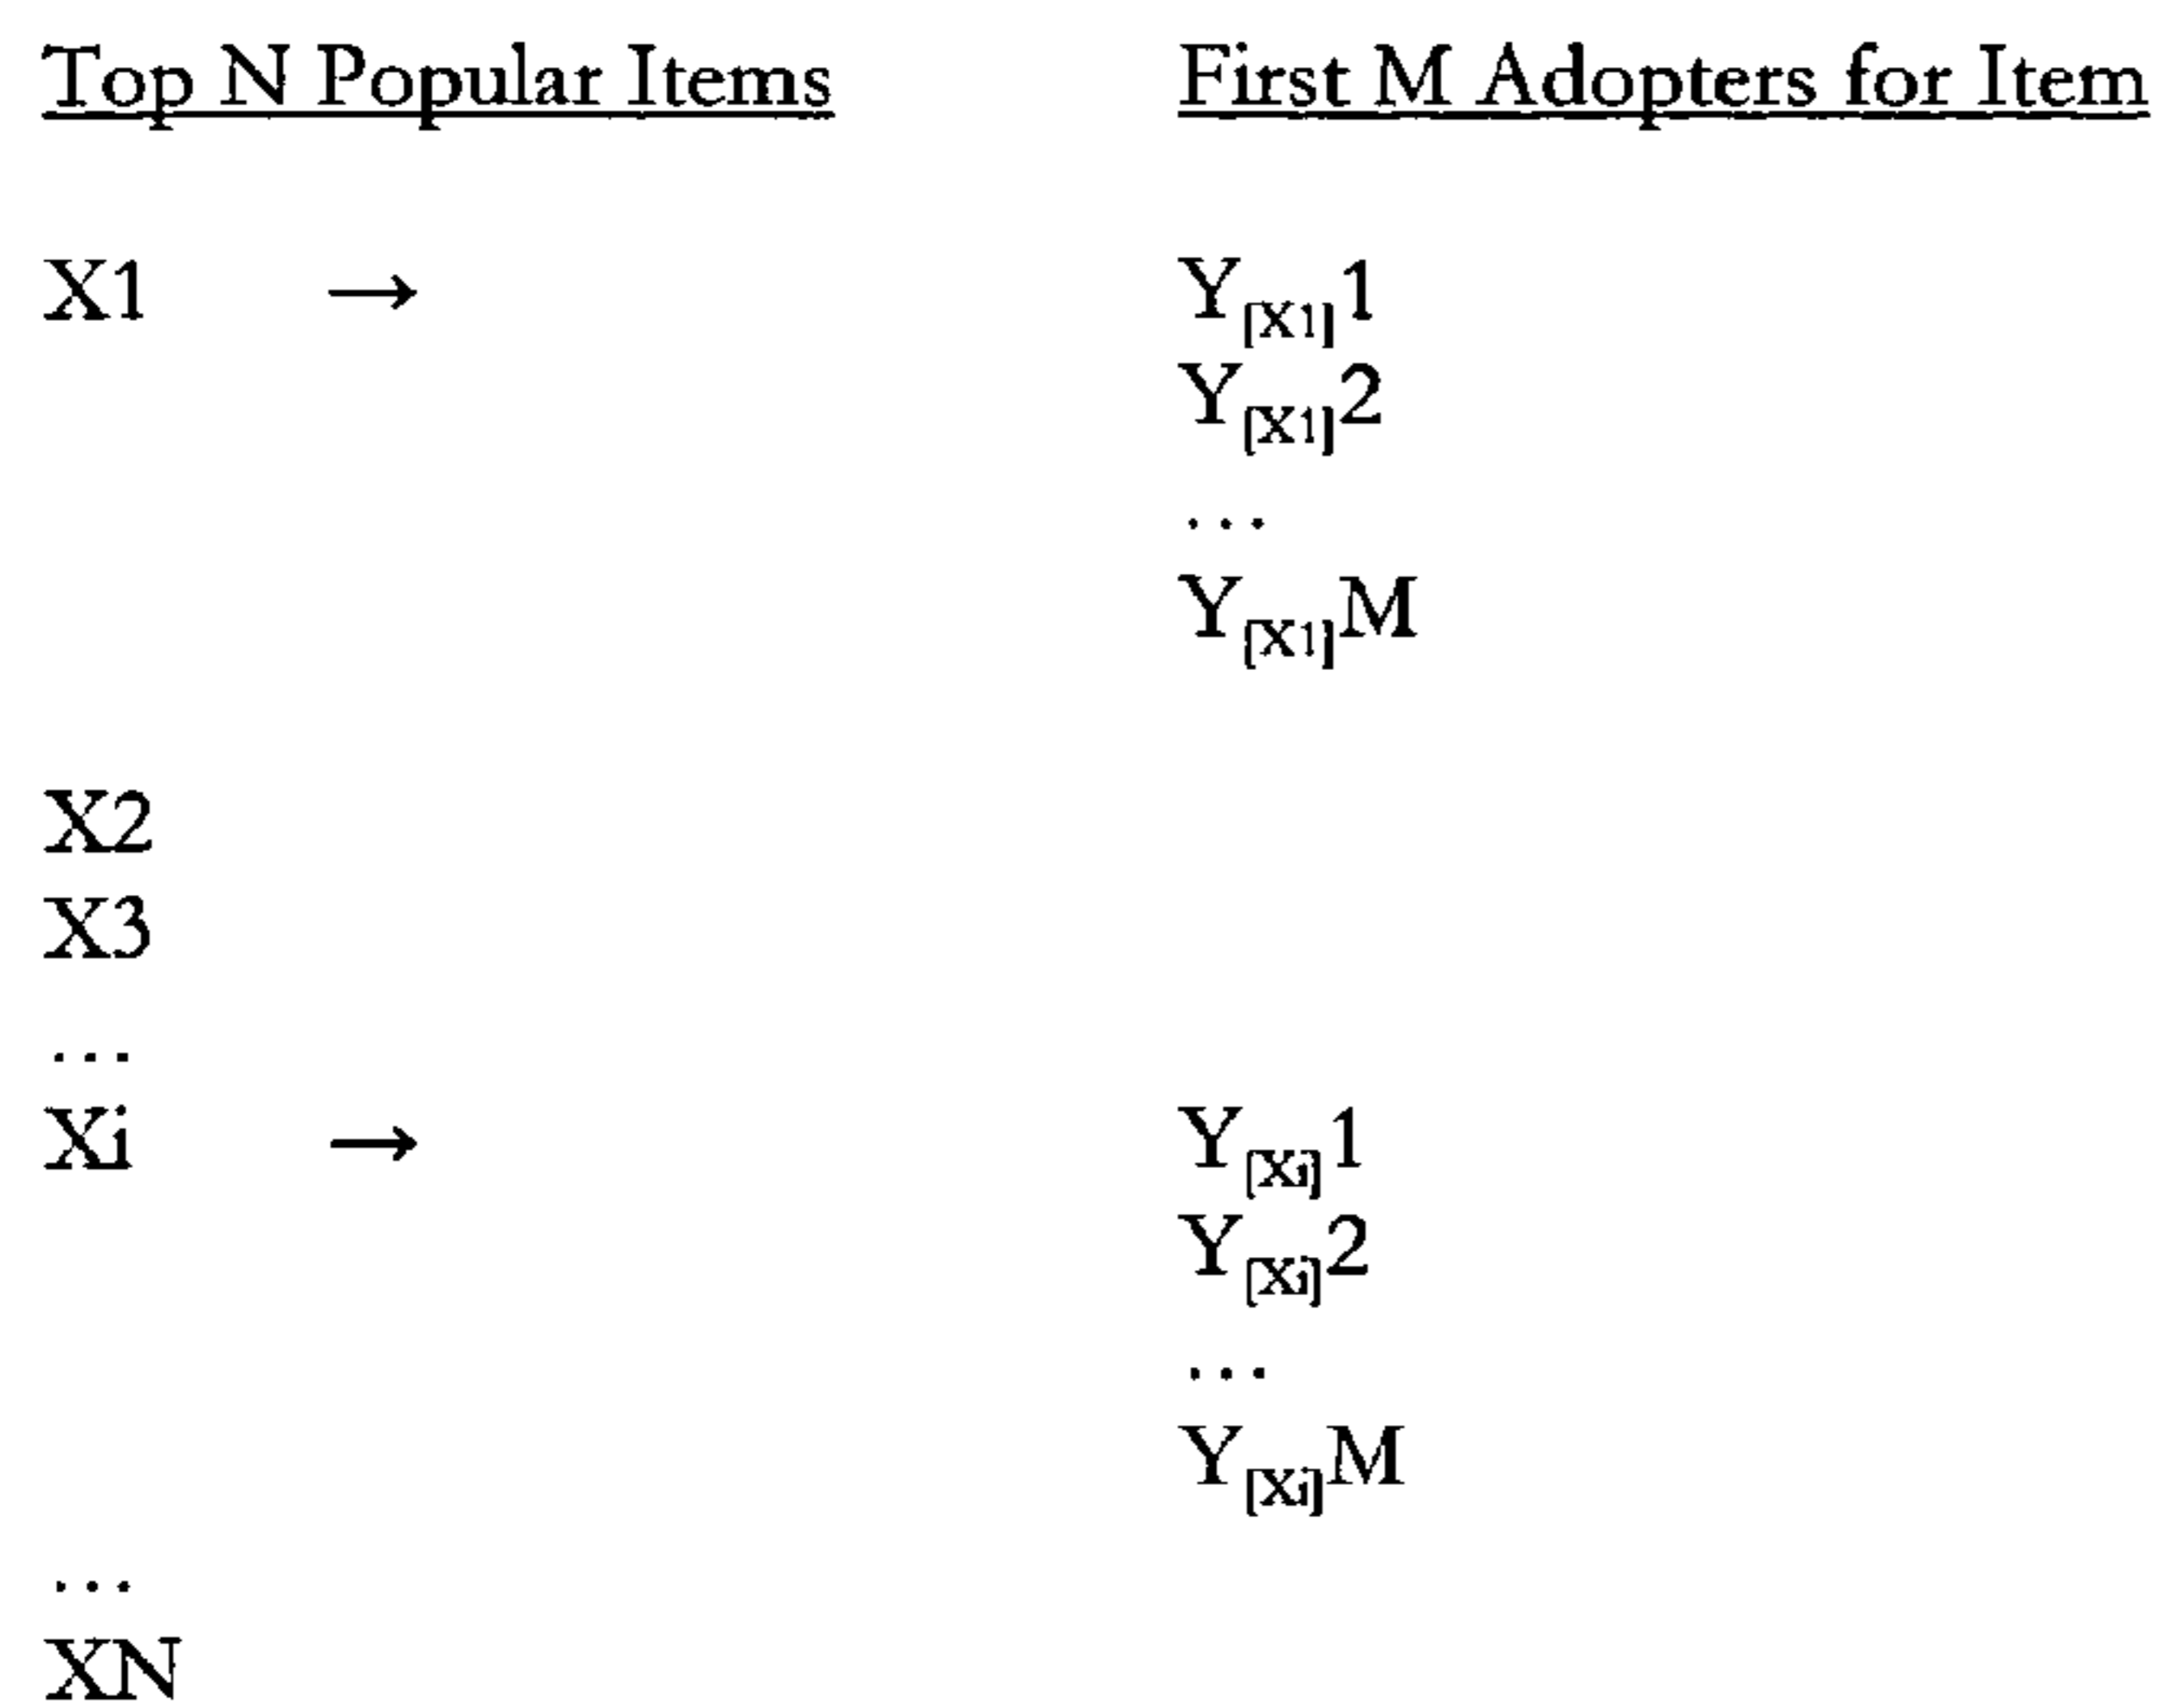 Top N Popular Items First M Adopters for Item
X1 → Y[X1]1
Y[X1]2
...
Y[X1]M
X2
X3
...
Xi → Y[Xi]1
Y[Xi]2
...
Y[Xi]M
...
XN